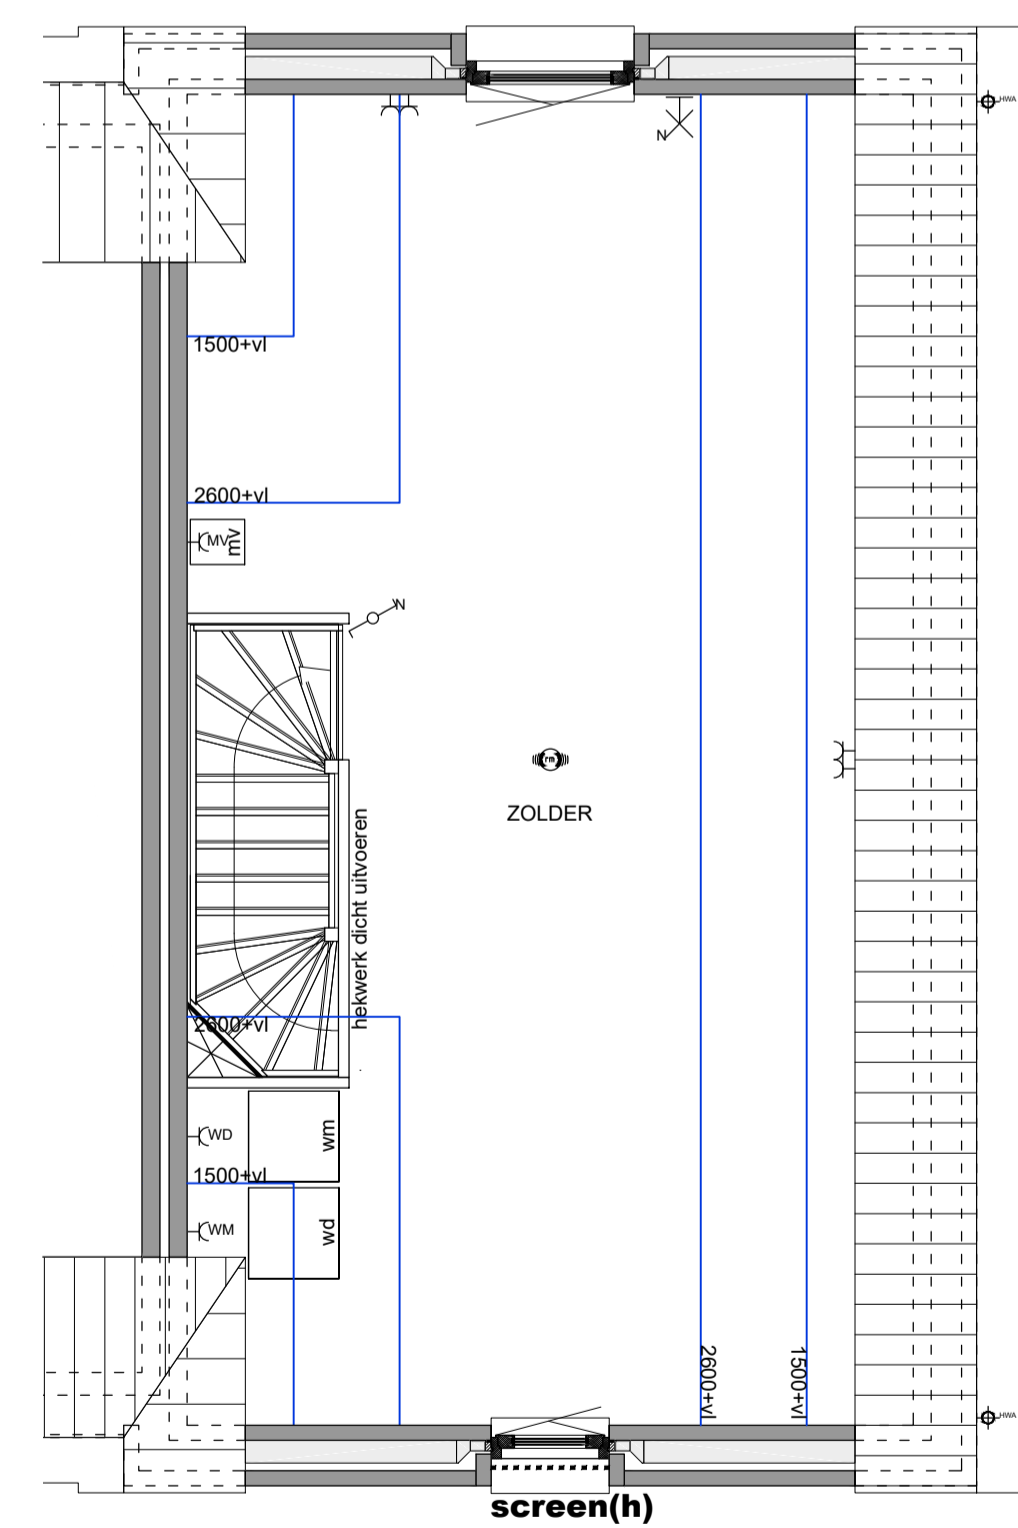 HWA
N
1500+vl
2600+vl
MV
mv
N
rm
ZOLDER
hekwerk dicht uitvoeren
2600+vl
WD
wm
1500+vl
WM
wd
2600+vl
1500+vl
HWA
screen(h)